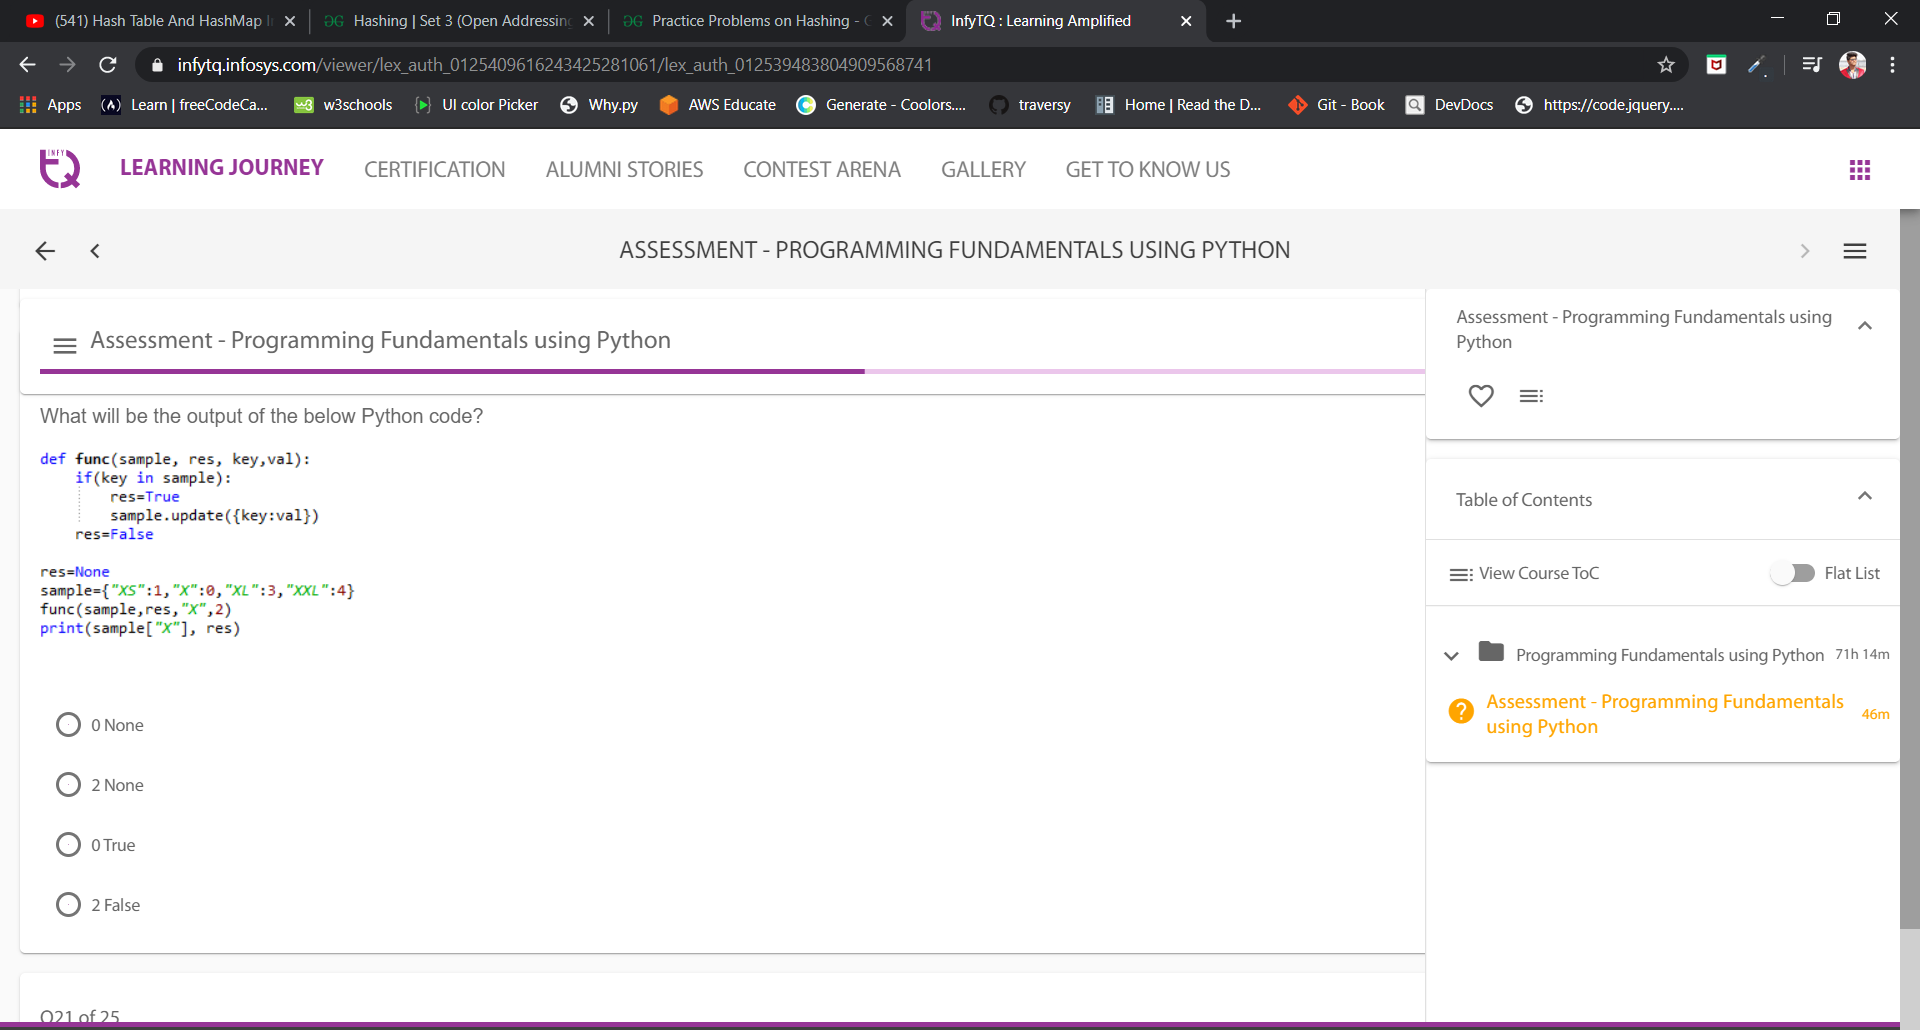 (541) Hash Table And HashMap I
Hashing | Set 3 (Open Addressing
Practice Problems on Hashing - G
InfyTQ : Learning Amplified
infytq.infosys.com/viewer/lex_auth_0125409616243425281061/lex_auth_012539483804909568741
Apps
Learn | freeCodeCa...
w3schools
UI color Picker
Why.py
AWS Educate
Generate - Coolors....
traversy
Home | Read the D...
Git - Book
DevDocs
https://code.jquery....
INFY TQ
LEARNING JOURNEY
CERTIFICATION
ALUMNI STORIES
CONTEST ARENA
GALLERY
GET TO KNOW US
ASSESSMENT - PROGRAMMING FUNDAMENTALS USING PYTHON
Assessment - Programming Fundamentals using Python
What will be the output of the below Python code?
def func(sample, res, key,val):
    if(key in sample):
        res=True
        sample.update({key:val})
    res=False
res=None
sample={"XS":1,"X":0,"XL":3,"XXL":4}
func(sample,res,"X",2)
print(sample["X"], res)
0 None
2 None
0 True
2 False
Q21 of 25
Assessment - Programming Fundamentals using
Python
Table of Contents
View Course ToC
Flat List
Programming Fundamentals using Python 71h 14m
Assessment - Programming Fundamentals
using Python
46m